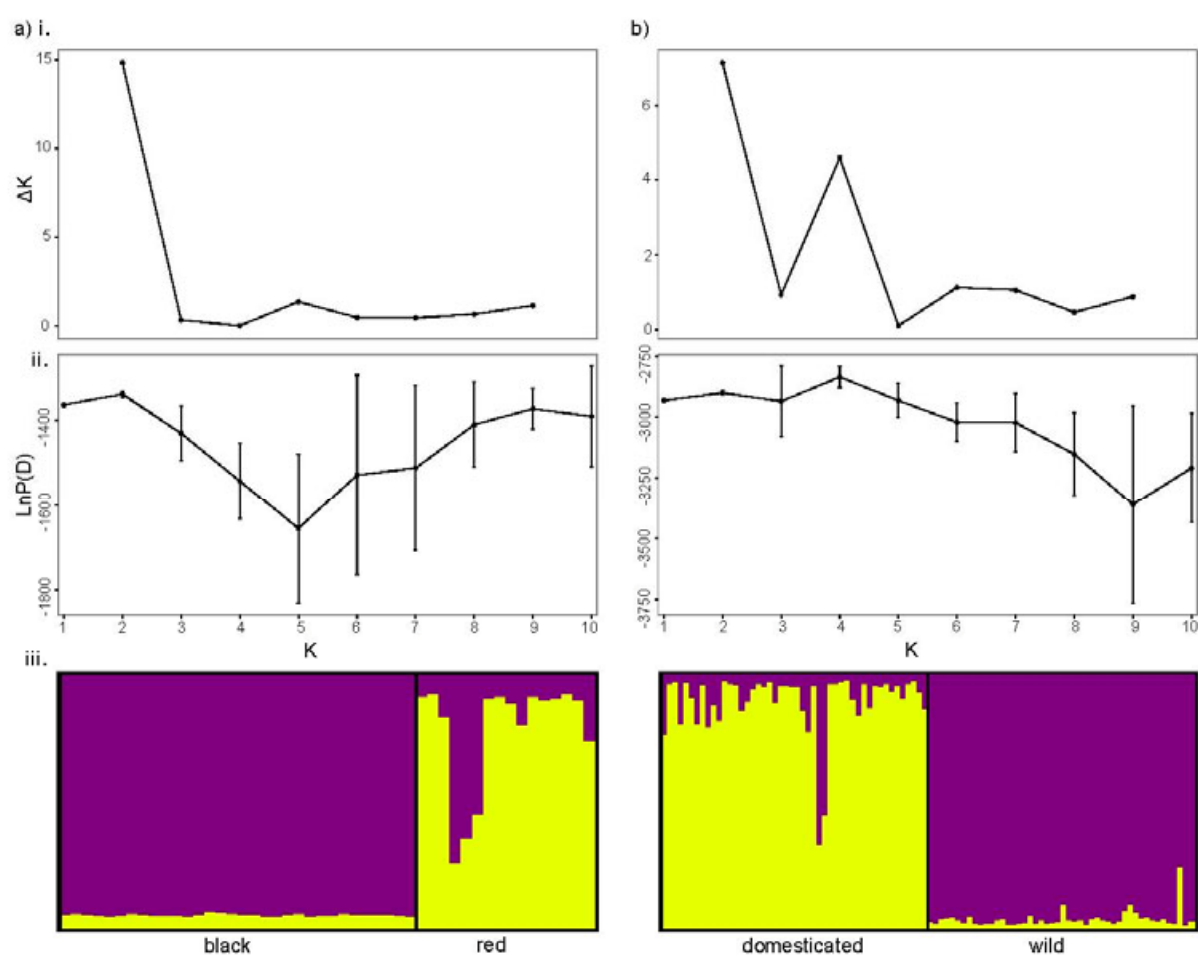 a) i.
b)
15
10
5
0
ΔK
6
4
2
0
ii.
-1400
-1600
-1800
LnP(D)
-2750
-3000
-3250
-3500
-3750
1 2 3 4 5 6 7 8 9 10
K
1 2 3 4 5 6 7 8 9 10
K
iii.
black red
domesticated wild